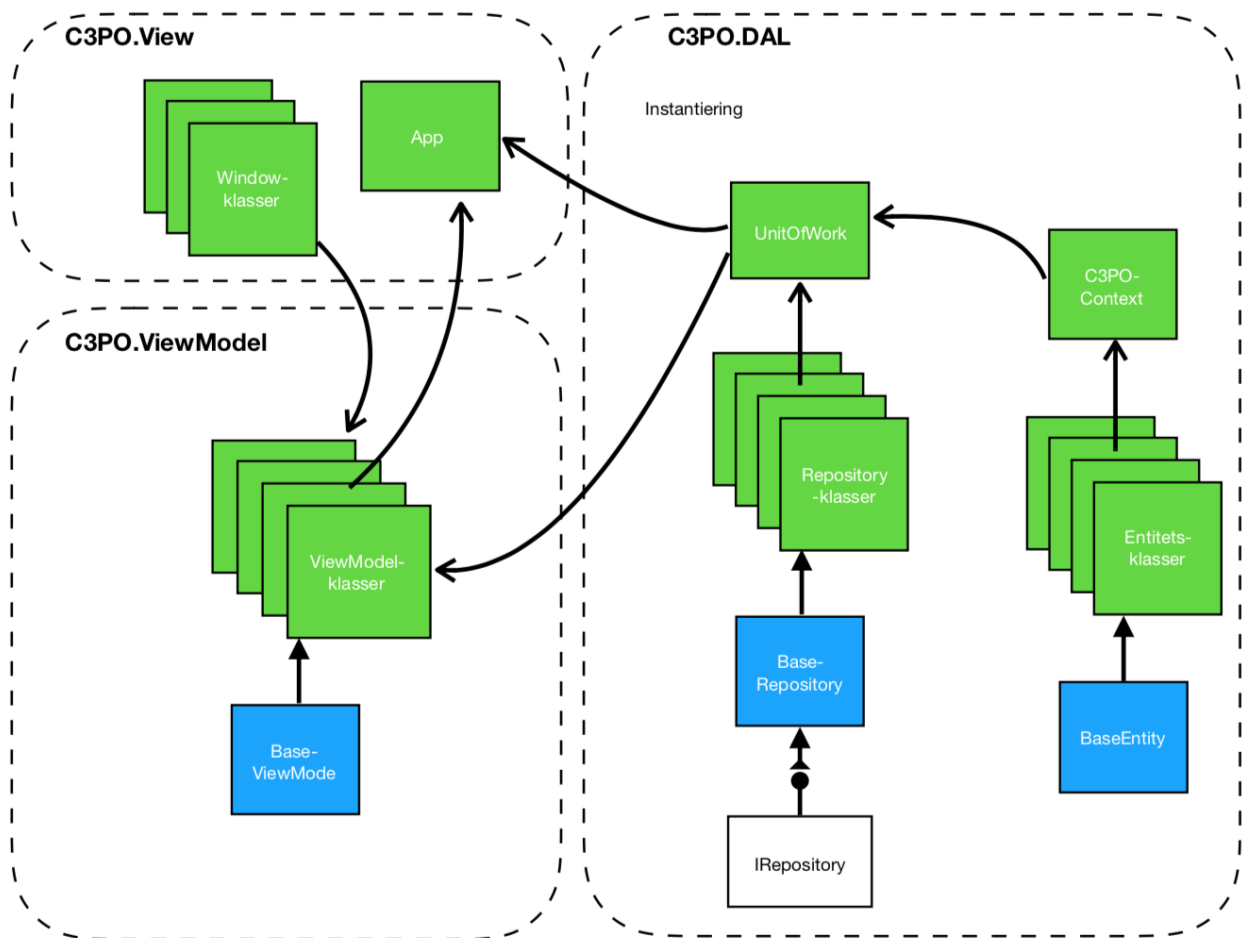 C3PO.View
C3PO.DAL
Instantiering
App
Window-
klasser
UnitOfWork
C3PO-
Context
C3PO.ViewModel
Repository
-klasser
Entitets-
klasser
ViewModel-
klasser
Base-
Repository
BaseEntity
Base-
ViewMode
IRepository